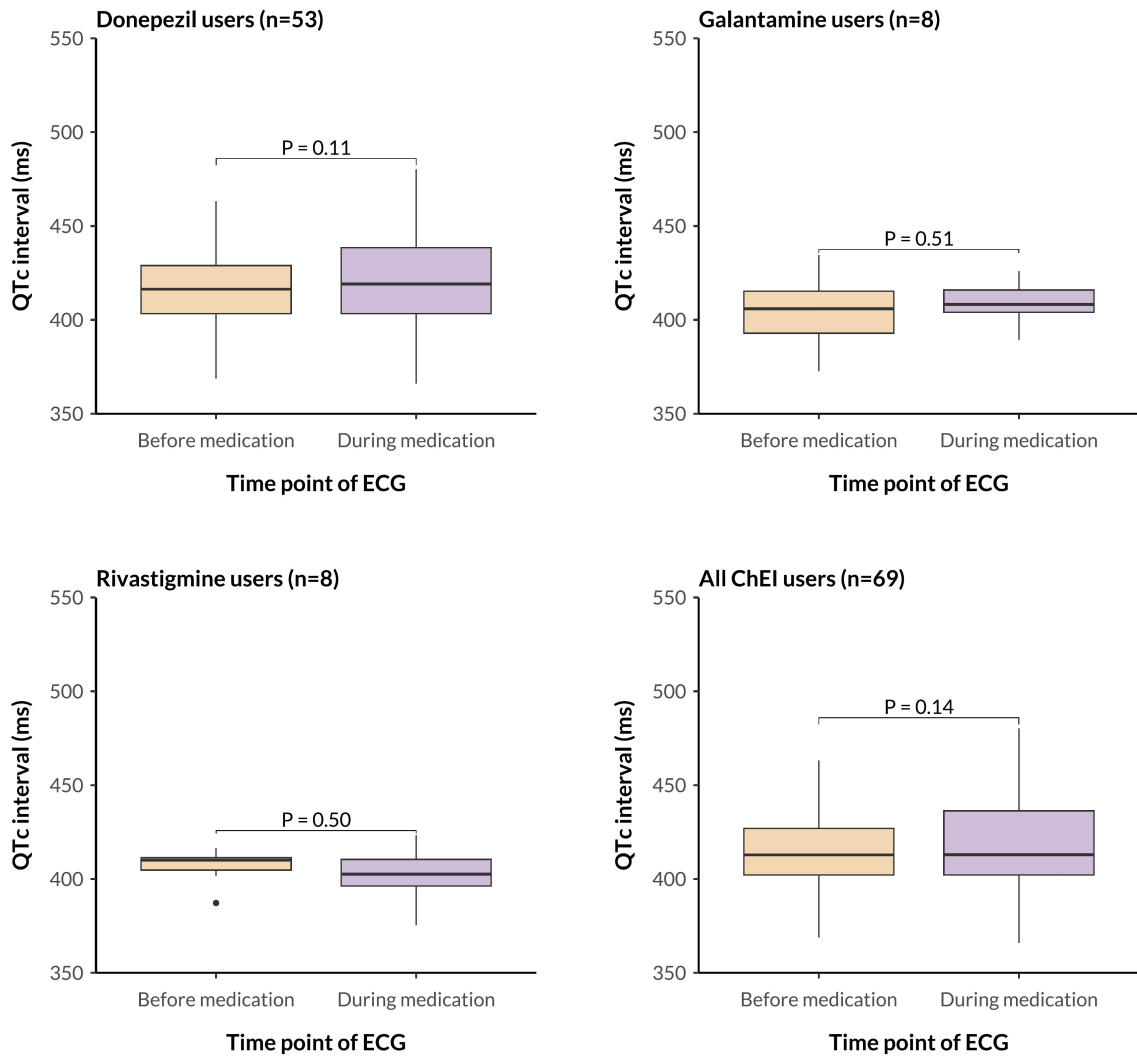 Donepezil users (n=53)
550
500
450
400
350
QTc interval (ms)
P = 0.11
Before medication
During medication
Time point of ECG
Galantamine users (n=8)
550
500
450
400
350
QTc interval (ms)
P = 0.51
Before medication
During medication
Time point of ECG
Rivastigmine users (n=8)
550
500
450
400
350
QTc interval (ms)
P = 0.50
Before medication
During medication
Time point of ECG
All ChEI users (n=69)
550
500
450
400
350
QTc interval (ms)
P = 0.14
Before medication
During medication
Time point of ECG